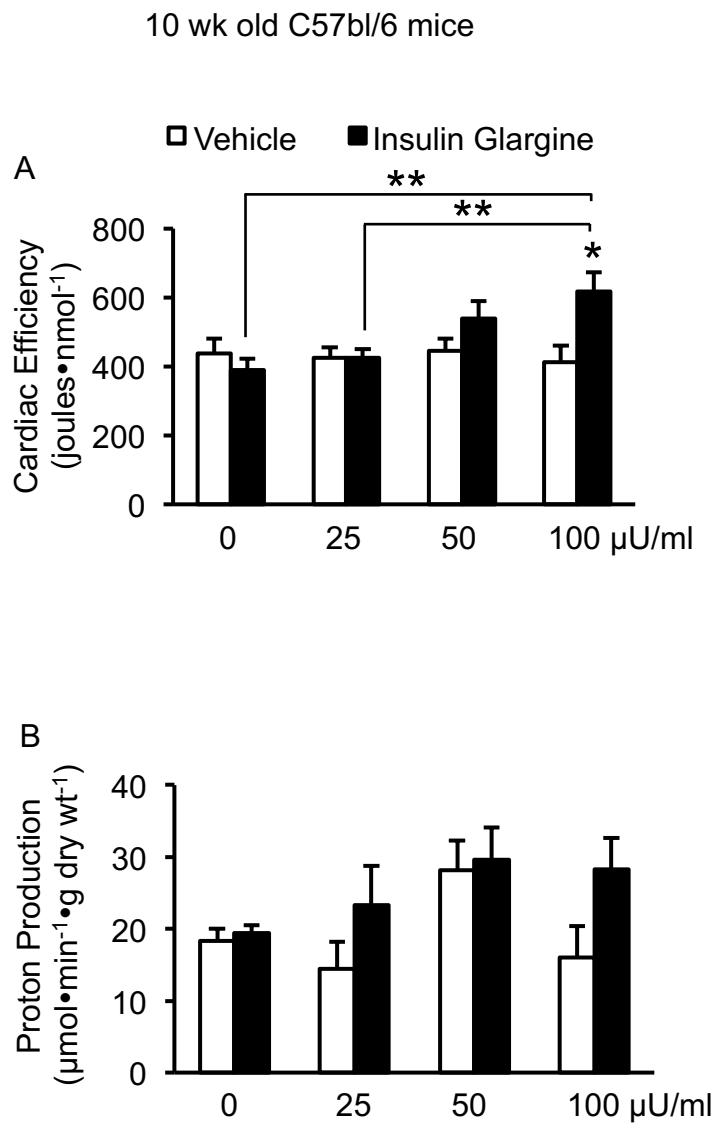 10 wk old C57bl/6 mice
Vehicle Insulin Glargine
A
**
**
*
Cardiac Efficiency
(joules•nmol⁻¹)
800
600
400
200
0
0 25 50 100 µU/ml
B
Proton Production
(µmol•min⁻¹•g dry wt⁻¹)
40
30
20
10
0
0 25 50 100 µU/ml